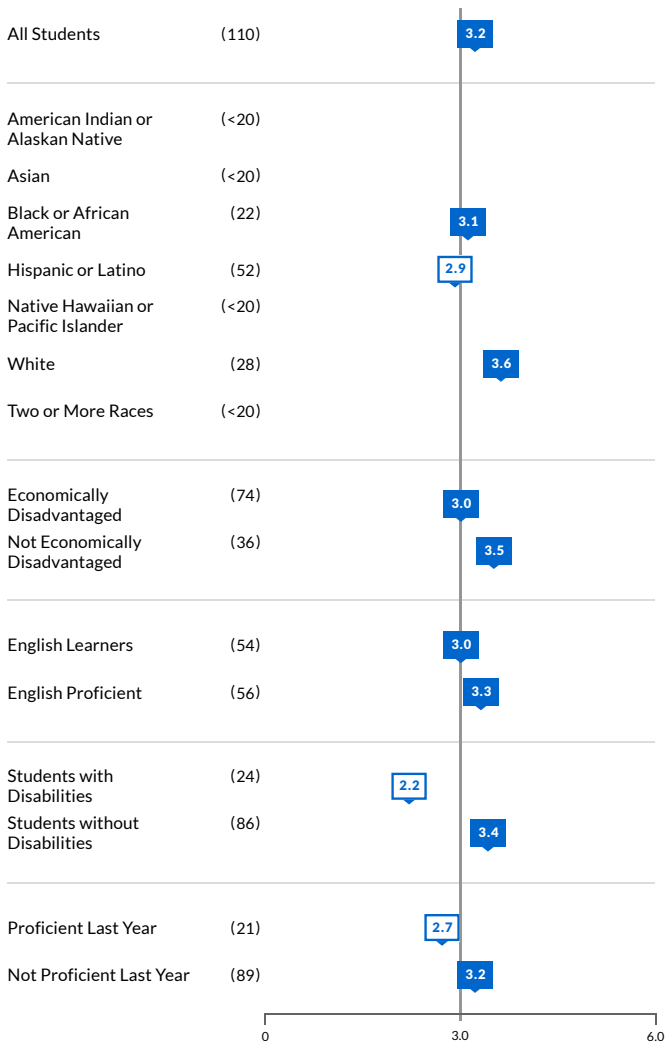 All Students (110) 3.2
American Indian or (<20)
Alaskan Native
Asian (<20)
Black or African (22) 3.1
American
Hispanic or Latino (52) 2.9
Native Hawaiian or (<20)
Pacific Islander
White (28) 3.6
Two or More Races (<20)
Economically (74) 3.0
Disadvantaged
Not Economically (36) 3.5
Disadvantaged
English Learners (54) 3.0
English Proficient (56) 3.3
Students with (24) 2.2
Disabilities
Students without (86) 3.4
Disabilities
Proficient Last Year (21) 2.7
Not Proficient Last Year (89) 3.2
0 3.0 6.0